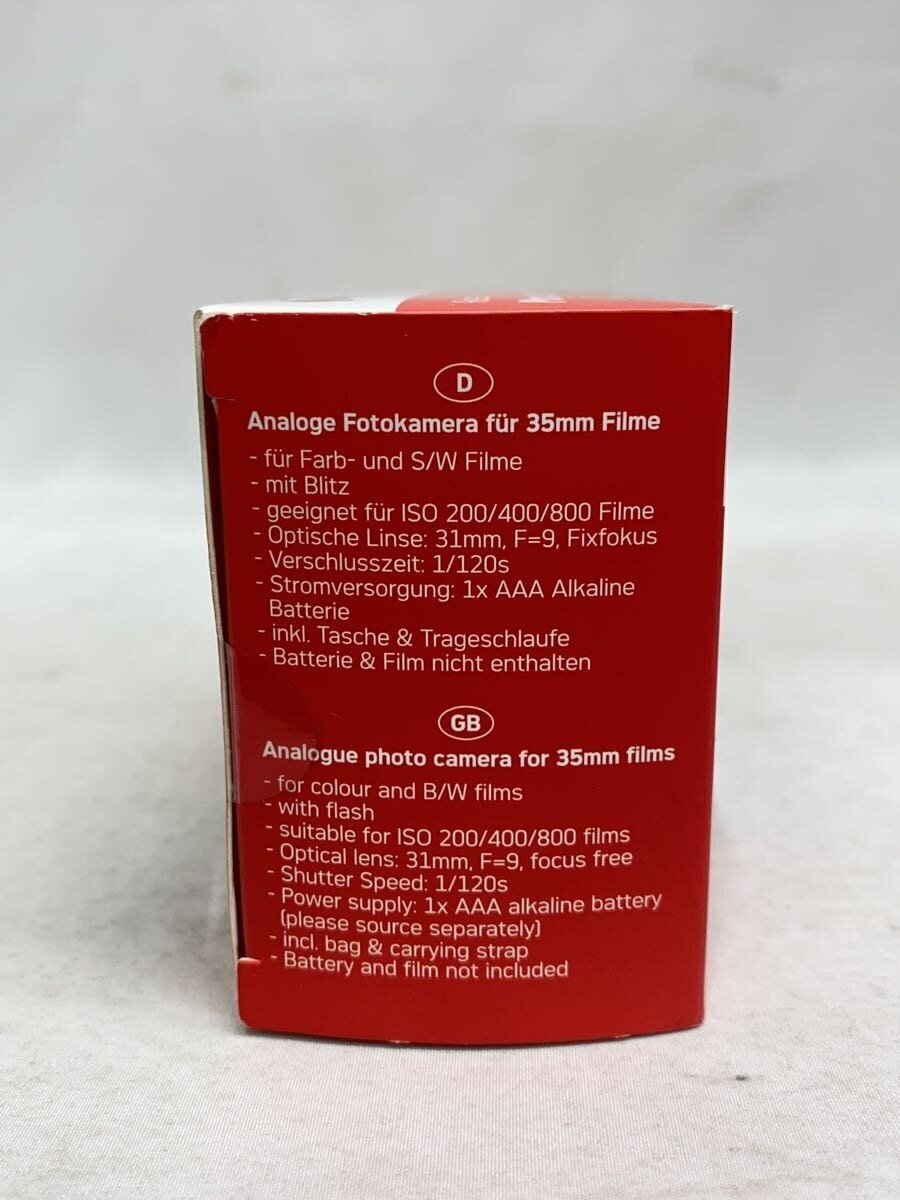 D
Analoge Fotokamera für 35mm Filme
- für Farb- und S/W Filme
- mit Blitz
- geeignet für ISO 200/400/800 Filme
- Optische Linse: 31mm, F=9, Fixfokus
- Verschlusszeit: 1/120s
- Stromversorgung: 1x AAA Alkaline
Batterie
- inkl. Tasche & Trageschlaufe
- Batterie & Film nicht enthalten
GB
Analogue photo camera for 35mm films
- for colour and B/W films
- with flash
- suitable for ISO 200/400/800 films
- Optical lens: 31mm, F=9, focus free
- Shutter Speed: 1/120s
- Power supply: 1x AAA alkaline battery
(please source separately)
- incl. bag & carrying strap
- Battery and film not included